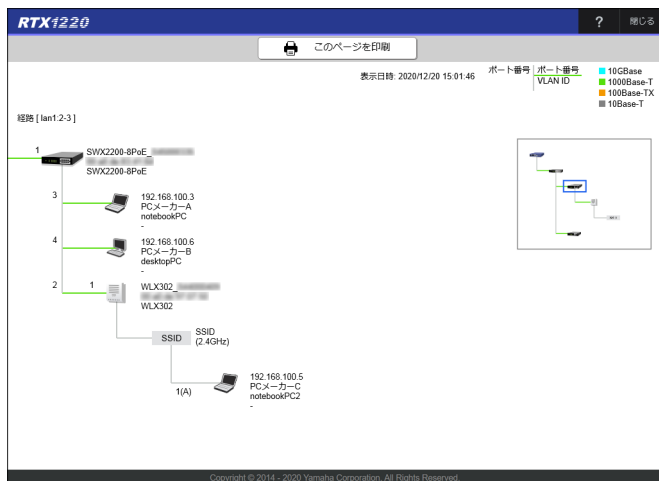 RTX1220
?
閉じる
このページを印刷
表示日時: 2020/12/20 15:01:46
ポート番号
ポート番号
VLAN ID
10GBase
1000Base-T
100Base-TX
10Base-T
経路 [ lan1:2-3 ]
1
SWX2200-8PoE_
SWX2200-8PoE
3
192.168.100.3
PCメーカーA
notebookPC
-
4
192.168.100.6
PCメーカーB
desktopPC
-
2
1
WLX302_
WLX302
SSID
SSID
(2.4GHz)
1(A)
192.168.100.5
PCメーカーC
notebookPC2
-
Copyright © 2014 - 2020 Yamaha Corporation. All Rights Reserved.